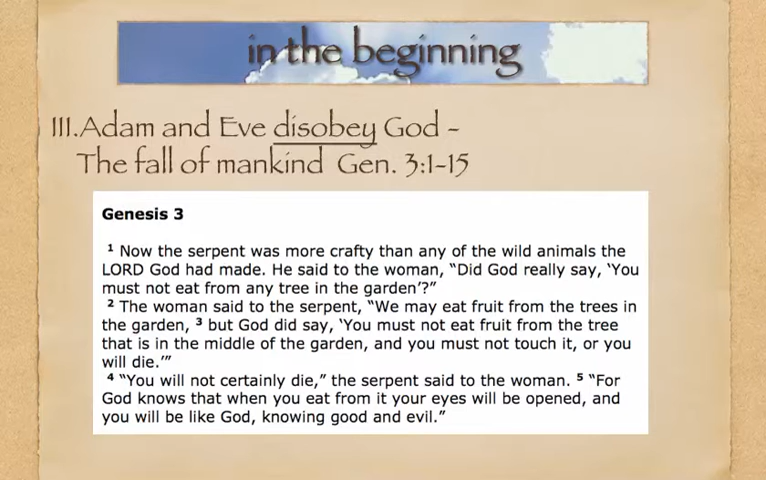 in the beginning
III.Adam and Eve disobey God –
The fall of mankind Gen. 3:1-15
Genesis 3
¹ Now the serpent was more crafty than any of the wild animals the
LORD God had made. He said to the woman, “Did God really say, ‘You
must not eat from any tree in the garden’?”
² The woman said to the serpent, “We may eat fruit from the trees in
the garden, ³ but God did say, ‘You must not eat fruit from the tree
that is in the middle of the garden, and you must not touch it, or you
will die.’”
⁴ “You will not certainly die,” the serpent said to the woman. ⁵ “For
God knows that when you eat from it your eyes will be opened, and
you will be like God, knowing good and evil.”